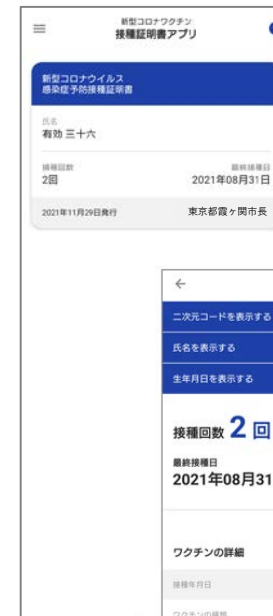 新型コロナワクチン
接種証明書アプリ
新型コロナウイルス
感染症予防接種証明書
氏名
有効 三十六
接種回数
2回
最終接種日
2021年08月31日
2021年11月29日発行
東京都霞ヶ関市長
二次元コードを表示する
氏名を表示する
生年月日を表示する
接種回数 2 回
最終接種日
2021年08月31
ワクチンの詳細
接種年月日
ワクチンの種類